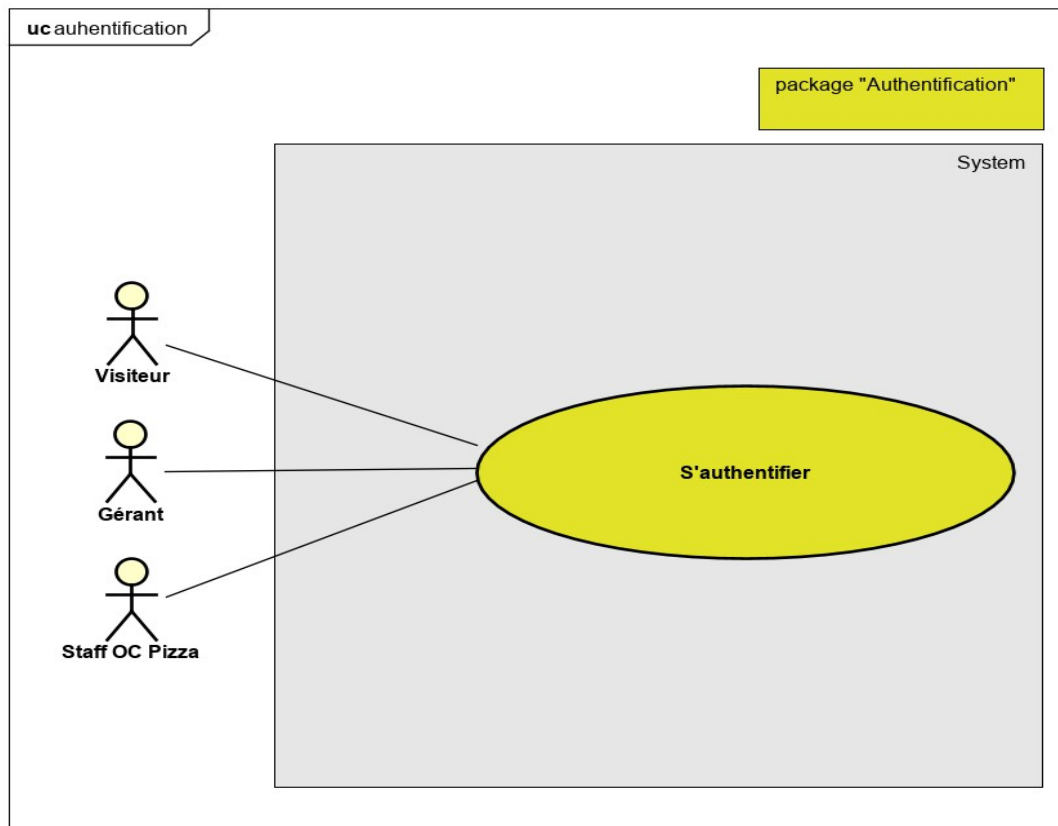 uc auhentification
package "Authentification"
System
Visiteur
S'authentifier
Gérant
Staff OC Pizza